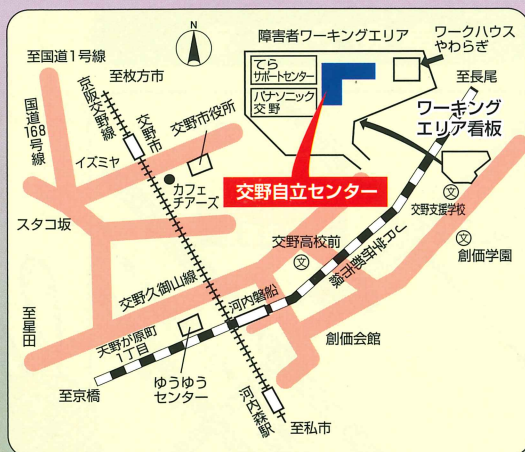 N
障害者ワーキングエリア
ワークハウス
やわらぎ
至国道1号線
至枚方市
てら
サポートセンター
パナソニック
交野
至長尾
国道168号線
京阪交野線
交野市
交野市役所
ワーキング
エリア看板
イズミヤ
カフェ
チアーズ
交野自立センター
文
交野支援学校
スタコ坂
交野高校前
文
JR学研都市線
文
創価学園
交野久御山線
河内磐船
至星田
天野が原町
1丁目
創価会館
ゆうゆう
センター
至京橋
河内森駅
至私市